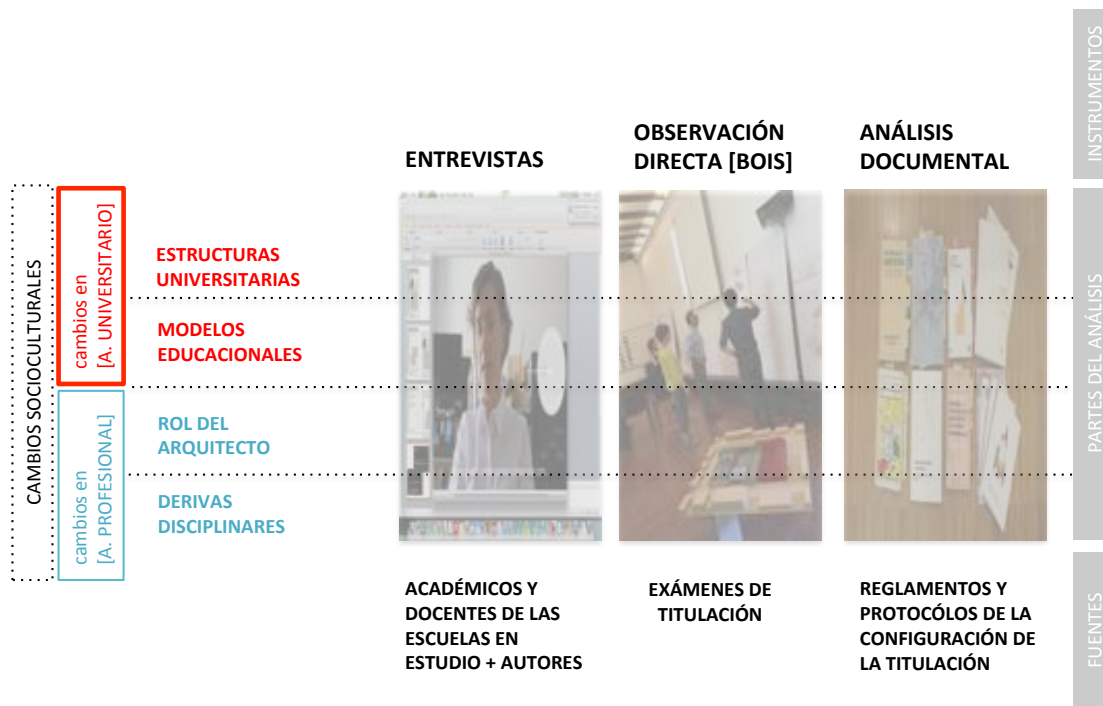 INSTRUMENTOS
ENTREVISTAS
OBSERVACIÓN
DIRECTA [BOIS]
ANÁLISIS
DOCUMENTAL
CAMBIOS SOCIOCULTURALES
cambios en
[A. UNIVERSITARIO]
ESTRUCTURAS
UNIVERSITARIAS
MODELOS
EDUCACIONALES
cambios en
[A. PROFESIONAL]
ROL DEL
ARQUITECTO
DERIVAS
DISCIPLINARES
PARTES DEL ANÁLISIS
ACADÉMICOS Y
DOCENTES DE LAS
ESCUELAS EN
ESTUDIO + AUTORES
EXÁMENES DE
TITULACIÓN
REGLAMENTOS Y
PROTOCÓLOS DE LA
CONFIGURACIÓN DE
LA TITULACIÓN
FUENTES